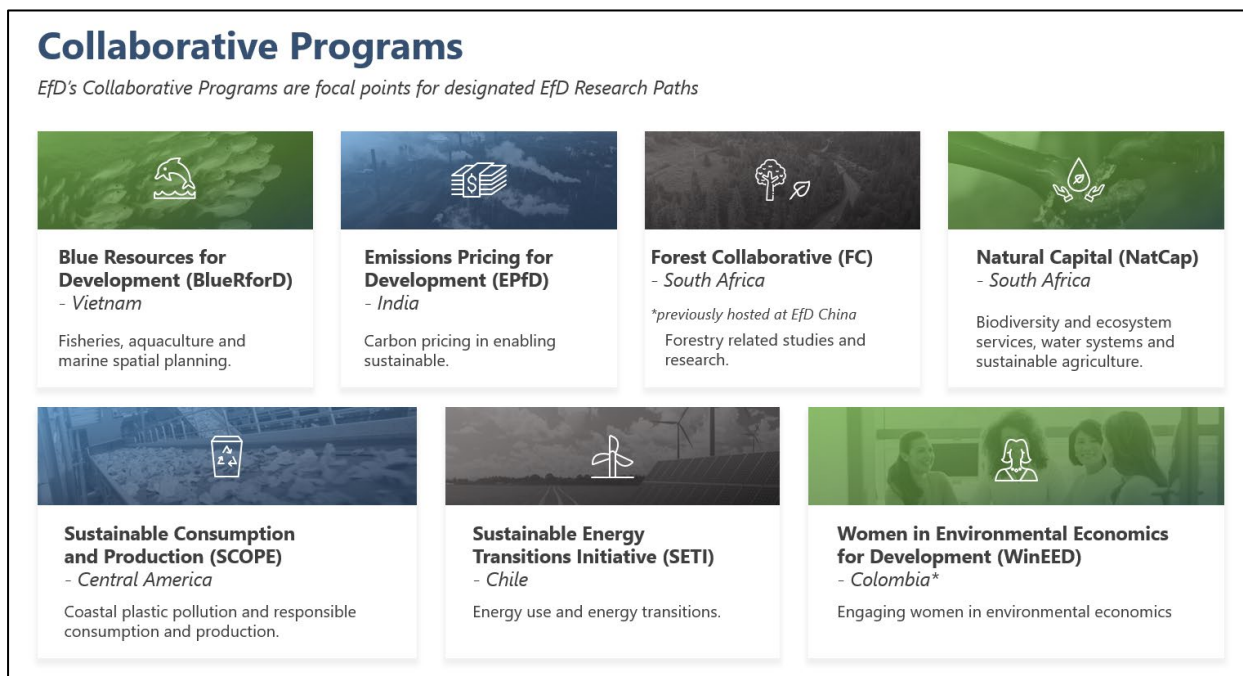 Collaborative Programs
EfD's Collaborative Programs are focal points for designated EfD Research Paths
Blue Resources for
Development (BlueRforD)
- Vietnam
Fisheries, aquaculture and
marine spatial planning.
Emissions Pricing for
Development (EPfD)
- India
Carbon pricing in enabling
sustainable.
Forest Collaborative (FC)
- South Africa
*previously hosted at EfD China
Forestry related studies and
research.
Natural Capital (NatCap)
- South Africa
Biodiversity and ecosystem
services, water systems and
sustainable agriculture.
Sustainable Consumption
and Production (SCOPE)
- Central America
Coastal plastic pollution and responsible
consumption and production.
Sustainable Energy
Transitions Initiative (SETI)
- Chile
Energy use and energy transitions.
Women in Environmental Economics
for Development (WinEED)
- Colombia*
Engaging women in environmental economics